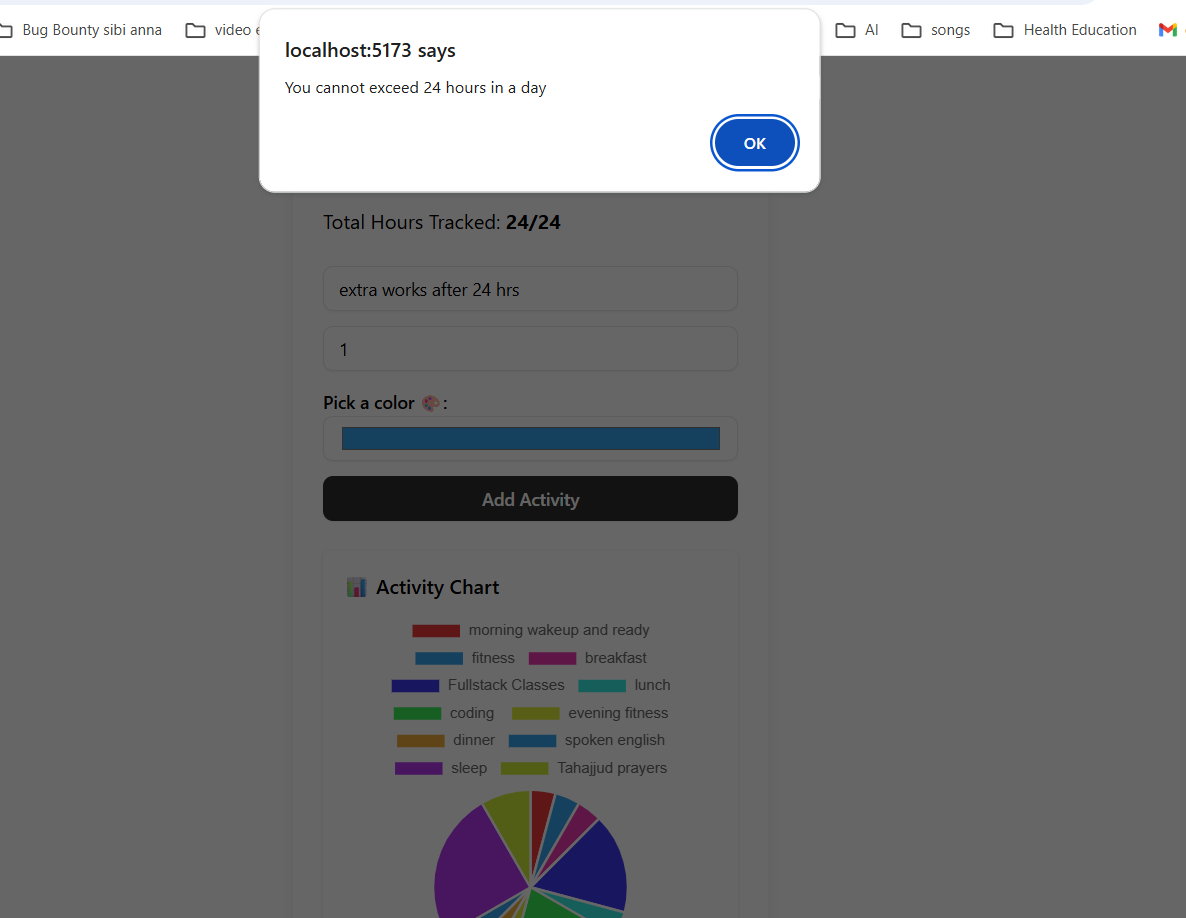 Bug Bounty sibi anna video AI songs Health Education
localhost:5173 says
You cannot exceed 24 hours in a day
OK
Total Hours Tracked: 24/24
extra works after 24 hrs
1
Pick a color 🎨:
Add Activity
📊 Activity Chart
morning wakeup and ready
fitness breakfast
Fullstack Classes lunch
coding evening fitness
dinner spoken english
sleep Tahajjud prayers